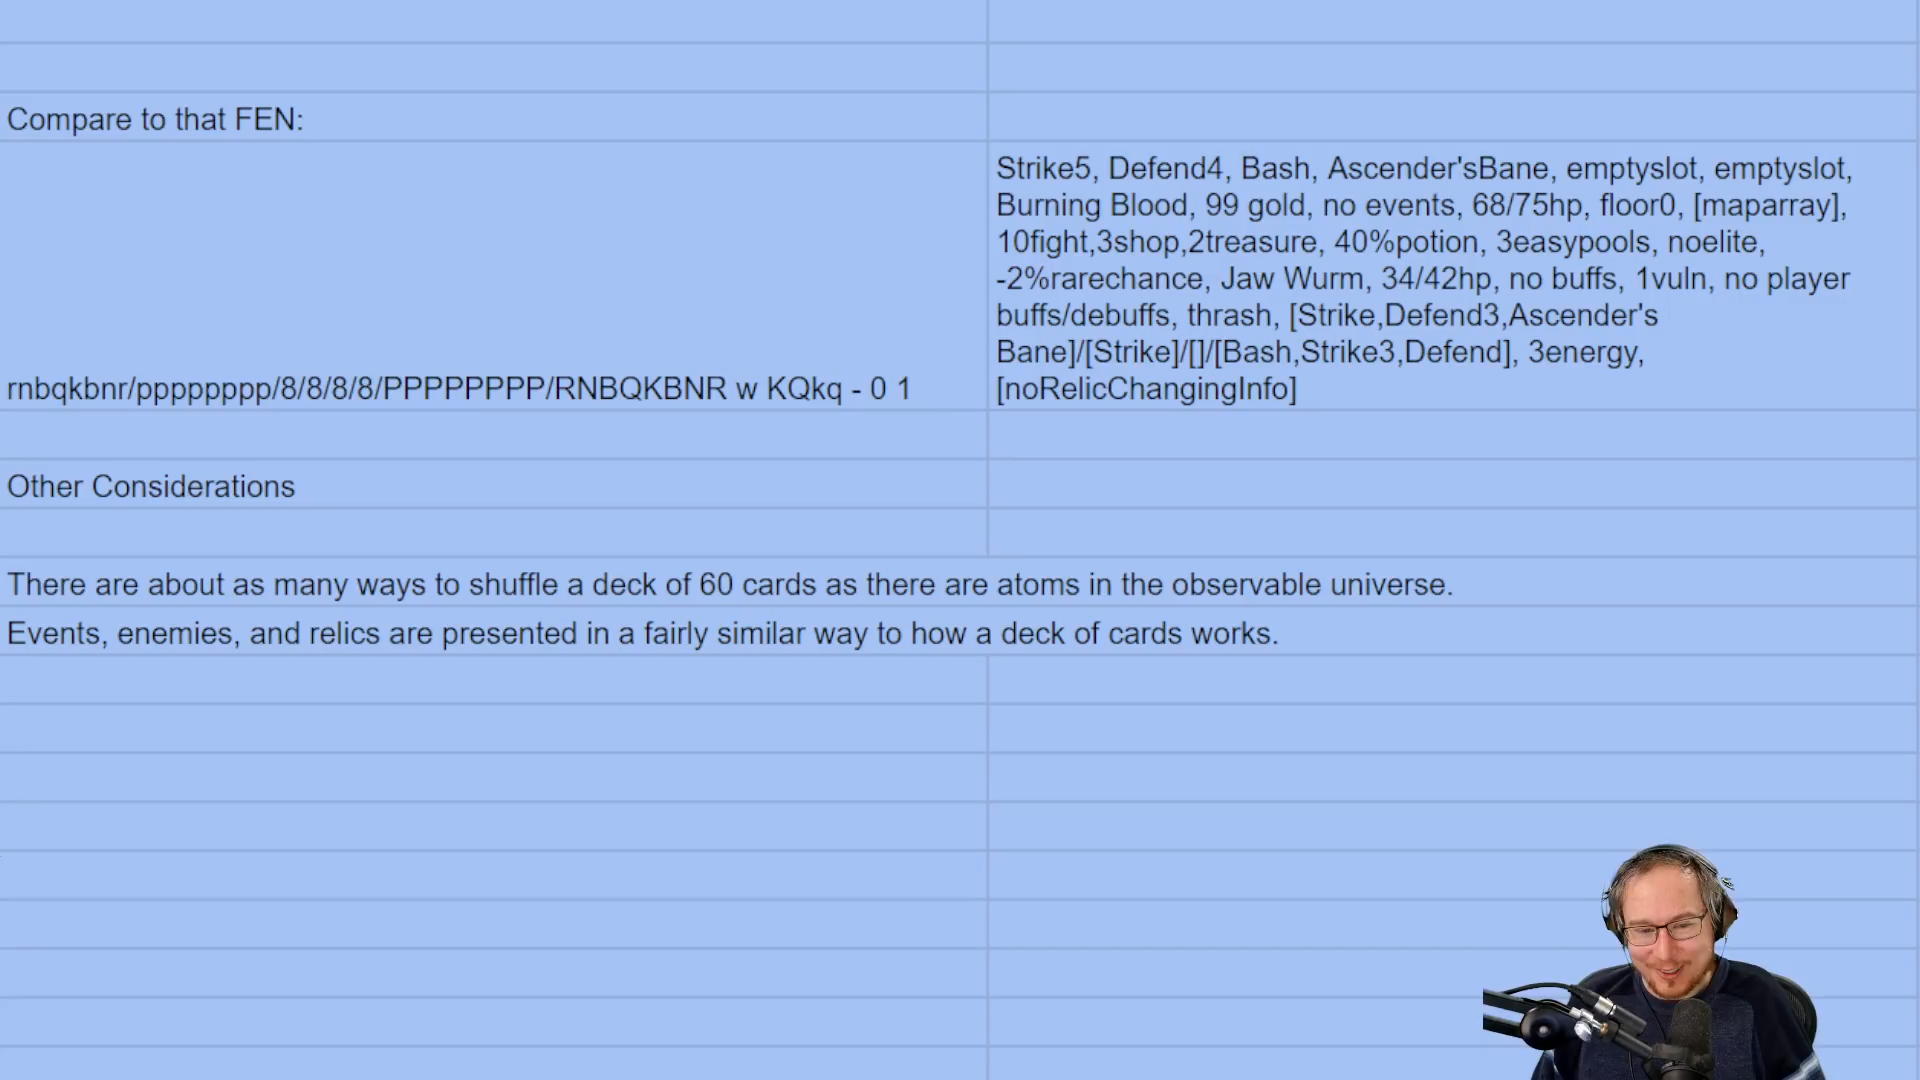 Compare to that FEN:
Strike5, Defend4, Bash, Ascender'sBane, emptyslot, emptyslot,
Burning Blood, 99 gold, no events, 68/75hp, floor0, [maparray],
10fight,3shop,2treasure, 40%potion, 3easypools, noelite,
-2%rarechance, Jaw Wurm, 34/42hp, no buffs, 1vuln, no player
buffs/debuffs, thrash, [Strike,Defend3,Ascender's
Bane]/[Strike]/[]/[Bash,Strike3,Defend], 3energy,
[noRelicChangingInfo]
rnbqkbnr/pppppppp/8/8/8/8/PPPPPPPP/RNBQKBNR w KQkq - 0 1
Other Considerations
There are about as many ways to shuffle a deck of 60 cards as there are atoms in the observable universe.
Events, enemies, and relics are presented in a fairly similar way to how a deck of cards works.